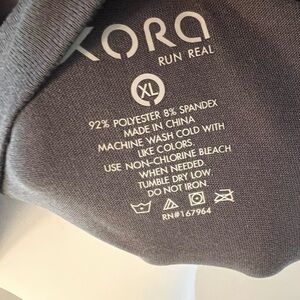 KORA
RUN REAL
XL
92% POLYESTER 8% SPANDEX
MADE IN CHINA
MACHINE WASH COLD WITH
LIKE COLORS.
USE NON-CHLORINE BLEACH
WHEN NEEDED.
TUMBLE DRY LOW
DO NOT IRON.
RN#167964